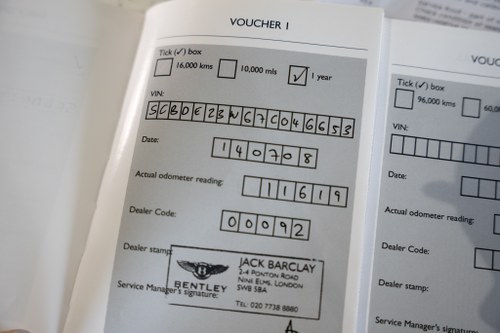 VOUCHER 1
Tick (✓) box
16,000 kms
10,000 mls
✓ 1 year
VIN:
SCBDE23W67C046653
Date:
140708
Actual odometer reading:
11619
Dealer Code:
00092
Dealer stamp:
BENTLEY
JACK BARCLAY
2-4 PONTON ROAD
NINE ELMS, LONDON
SW8 5BA
TEL: 020 7738 8880
Service Manager's signature:
VOUC
Tick (✓) box
96,000 kms
VIN:
Date:
Actual odometer reading:
Dealer Code:
Dealer stamp:
Service Manager's